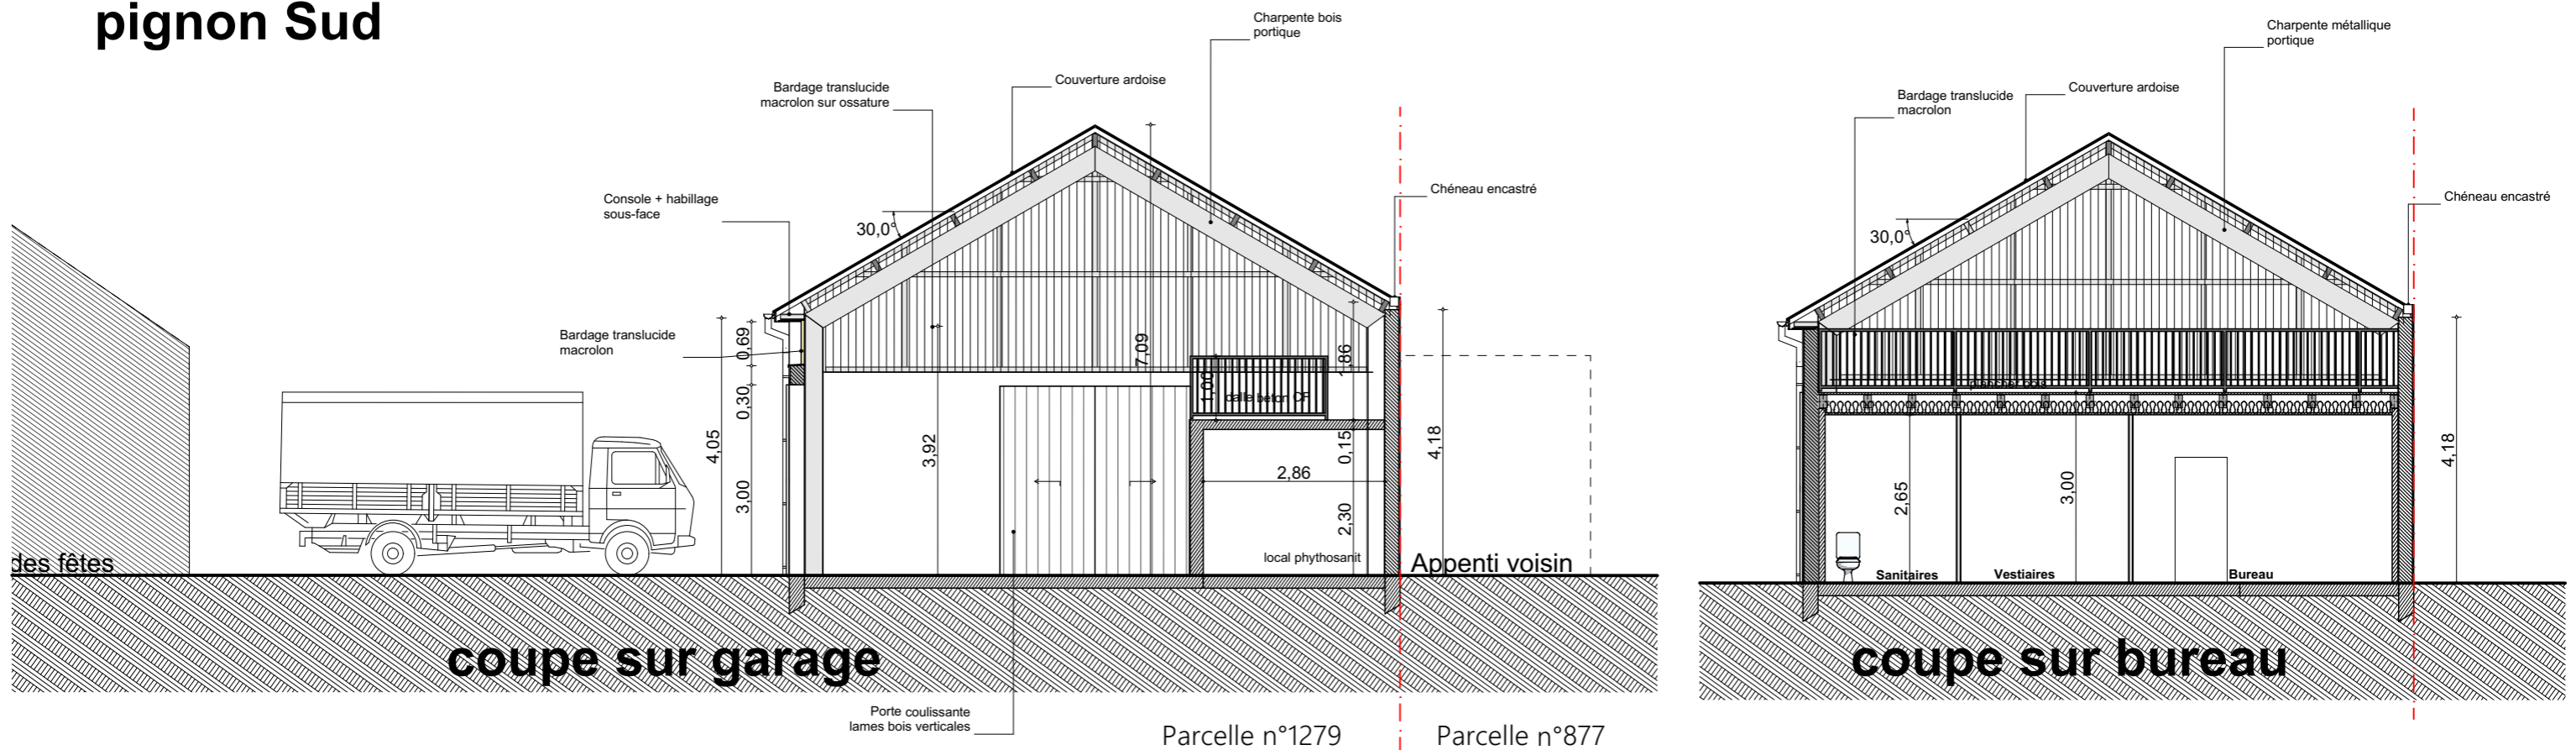 pignon Sud
Charpente bois
portique
Charpente métallique
portique
Bardage translucide
macrolon sur ossature
Couverture ardoise
Bardage translucide
macrolon
Couverture ardoise
Console + habillage
sous-face
30,0°
Chéneau encastré
30,0°
Chéneau encastré
Bardage translucide
macrolon
0,69
0,30
3,00
4,05
3,92
7,09
1,00
dalle beton CF
1,86
0,15
2,30
2,86
4,18
local phythosanit
plancher bois
2,65
3,00
4,18
des fêtes
Appenti voisin
Sanitaires
Vestiaires
Bureau
coupe sur garage
coupe sur bureau
Porte coulissante
lames bois verticales
Parcelle n°1279
Parcelle n°877